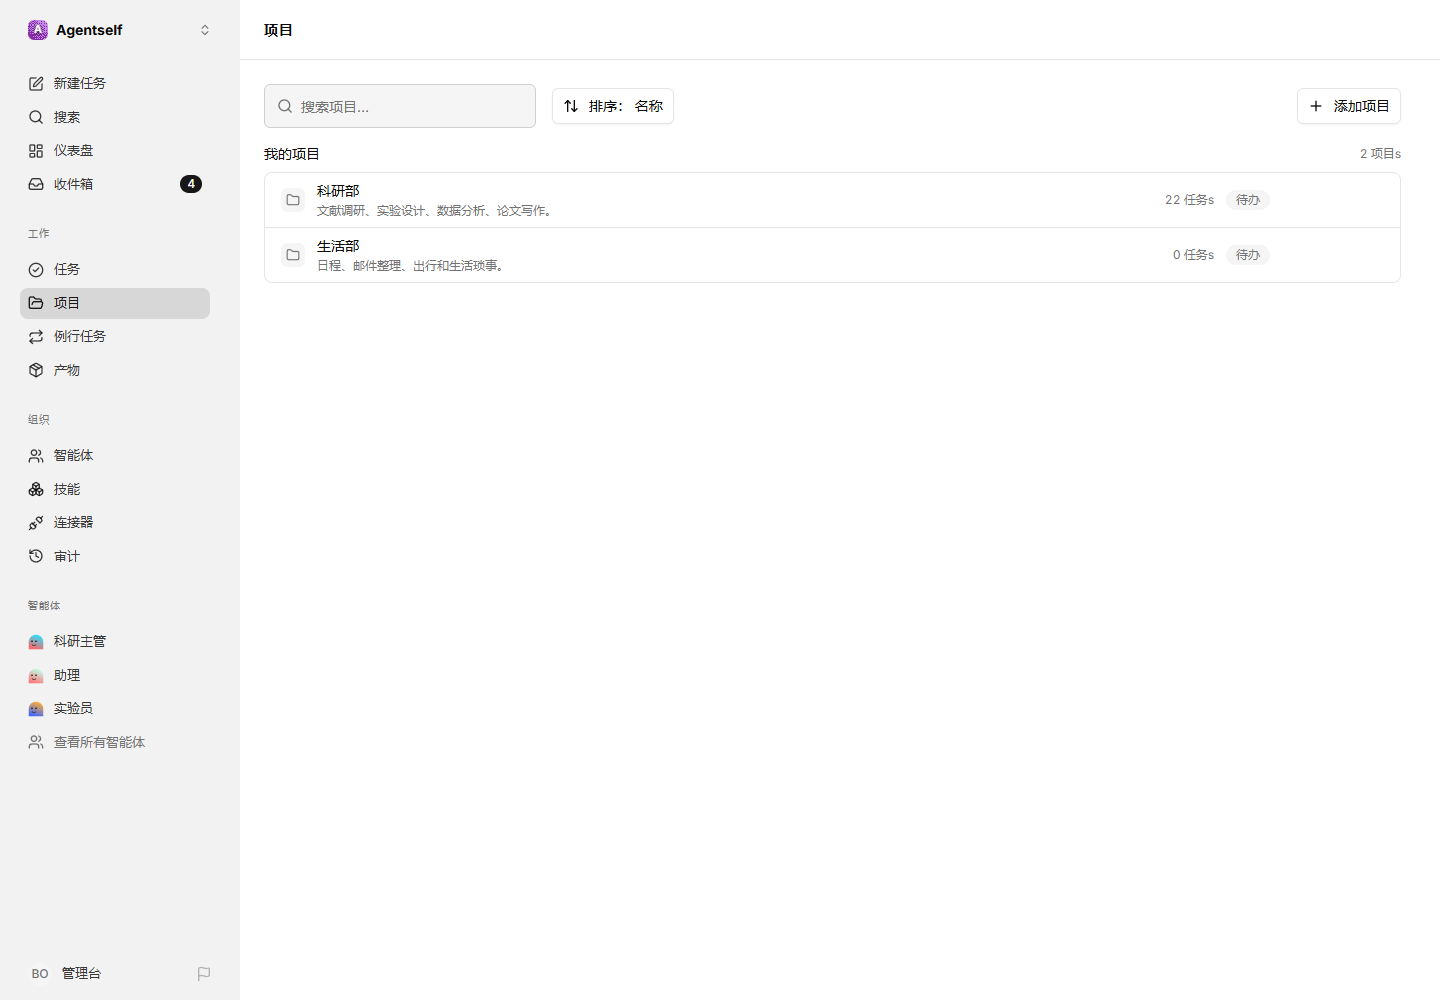 A Agentself
新建任务
搜索
仪表盘
收件箱 4
工作
任务
项目
例行任务
产物
组织
智能体
技能
连接器
审计
智能体
科研主管
助理
实验员
查看所有智能体
BO 管理台
项目
搜索项目...
排序： 名称
添加项目
我的项目
2 项目s
科研部
文献调研、实验设计、数据分析、论文写作。
22 任务s 待办
生活部
日程、邮件整理、出行和生活琐事。
0 任务s 待办